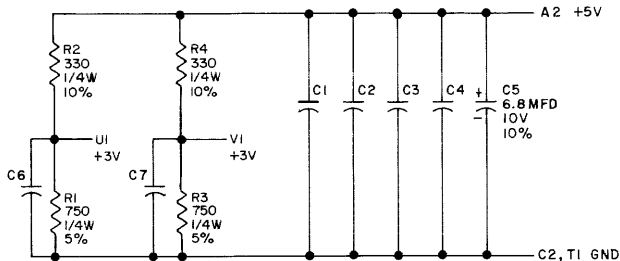 A2 +5V
R2
330
1/4W
10%
R4
330
1/4W
10%
C1
C2
C3
C4
+
C5
6.8MFD
10V
10%
–
U1
+3V
V1
+3V
C6
R1
750
1/4W
5%
C7
R3
750
1/4W
5%
C2, T1 GND